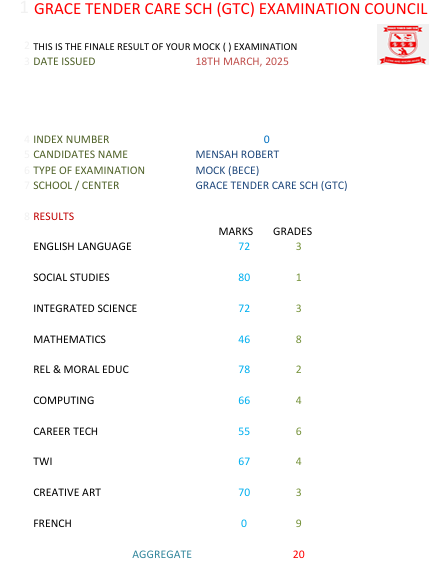 1 GRACE TENDER CARE SCH (GTC) EXAMINATION COUNCIL
THIS IS THE FINALE RESULT OF YOUR MOCK ( ) EXAMINATION
DATE ISSUED 18TH MARCH, 2025
INDEX NUMBER 0
CANDIDATES NAME MENSAH ROBERT
TYPE OF EXAMINATION MOCK (BECE)
SCHOOL / CENTER GRACE TENDER CARE SCH (GTC)
RESULTS
MARKS GRADES
ENGLISH LANGUAGE 72 3
SOCIAL STUDIES 80 1
INTEGRATED SCIENCE 72 3
MATHEMATICS 46 8
REL & MORAL EDUC 78 2
COMPUTING 66 4
CAREER TECH 55 6
TWI 67 4
CREATIVE ART 70 3
FRENCH 0 9
AGGREGATE 20